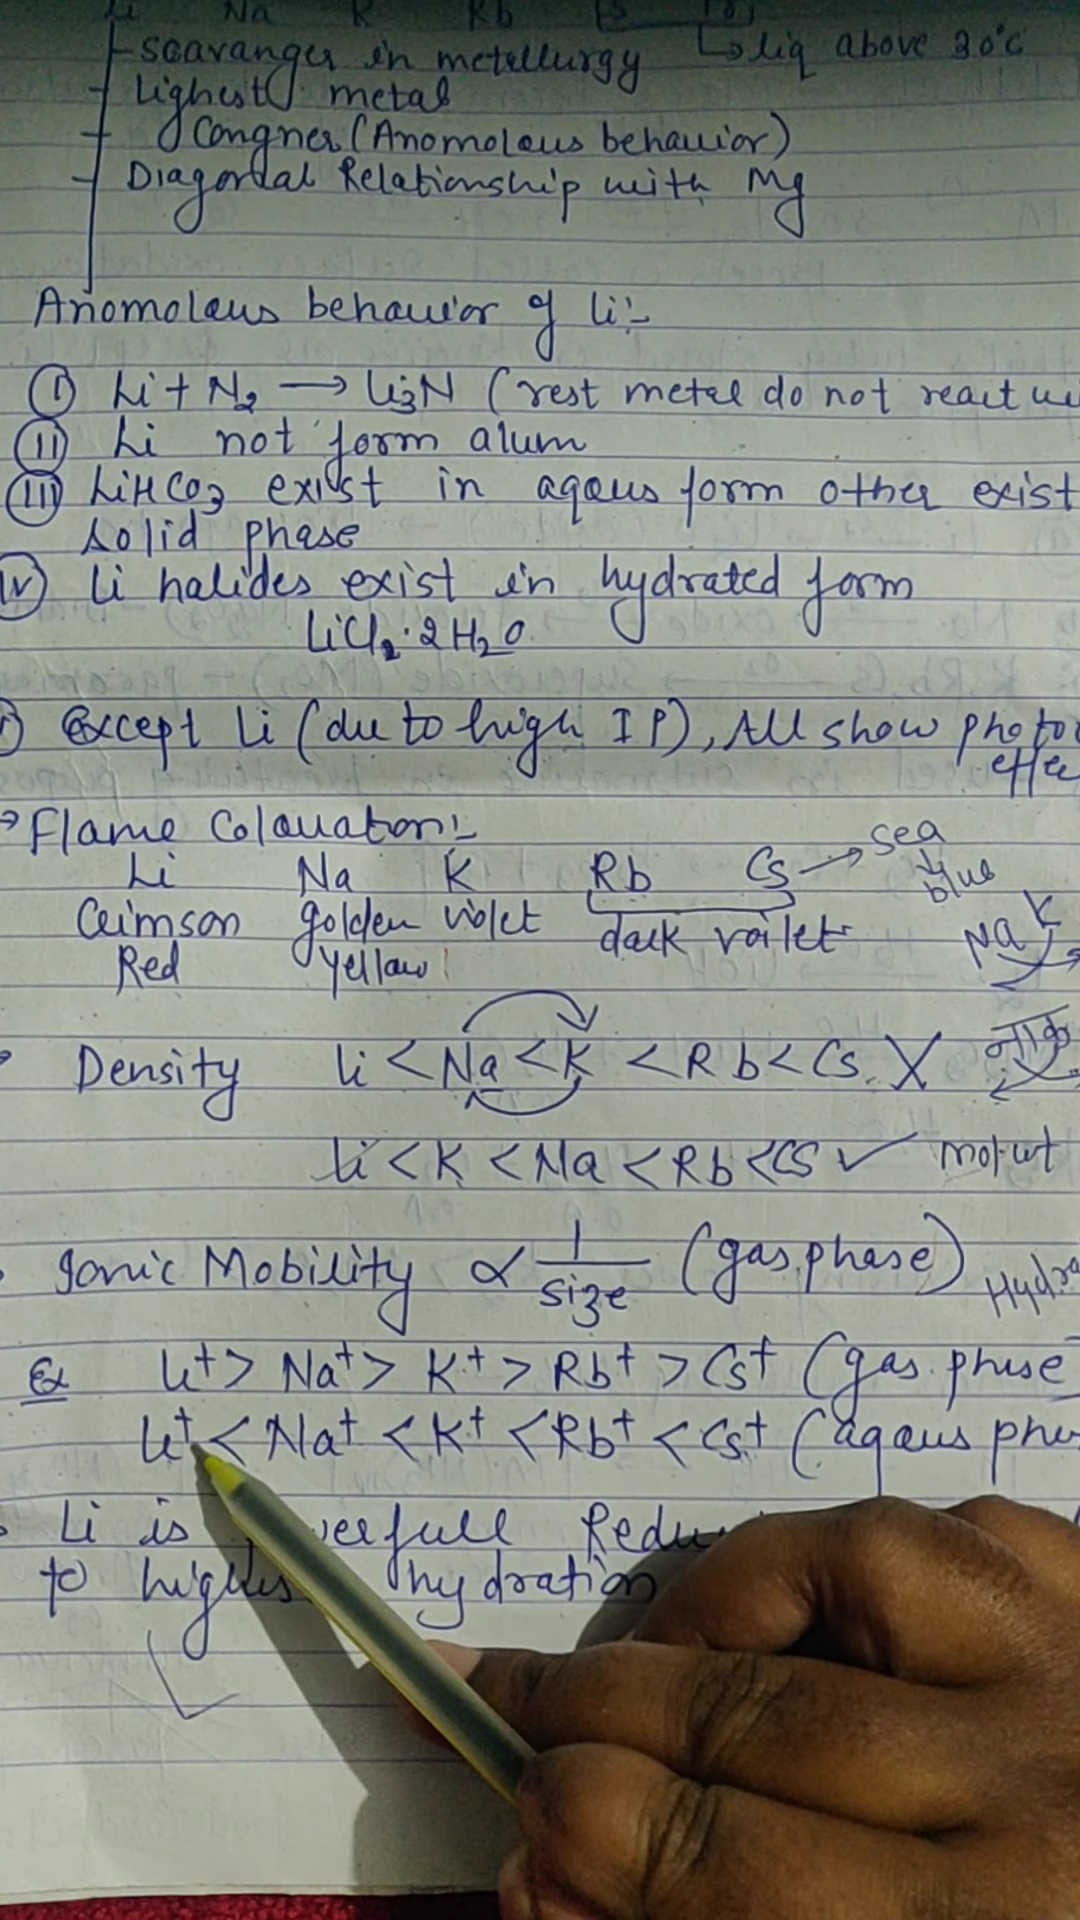 Li Na K Rb Cs
Scavanger in metellurgy ↳ liq above 30°c
Lighest metal
Congner (Anomolous behavior)
Diagonal Relationship with Mg
Anomolous behavior of Li:-
(I) Li + N2 → Li3N (rest metal do not react
(II) Li not form alum
(III) LiHCO3 exist in aqous form other exist
solid phase
(IV) Li halides exist in hydrated form
LiCl2·2H2O
Except Li (due to high IP), All show photo
effe
→ Flame Colouration:-
Li Na K Rb Cs → sea
blue
Crimson golden violet dark voilet
Red yellow
Na K
Density Li < Na < K < Rb < Cs X नाक
Li < K < Na < Rb < Cs ✓ mol.wt
Ionic Mobility ∝ 1/size (gas phase) Hydra
Ex Li+ > Na+ > K+ > Rb+ > Cs+ (gas phase
Li+ < Na+ < K+ < Rb+ < Cs+ (aqous pha
Li is erfull Redu
to highes hydration